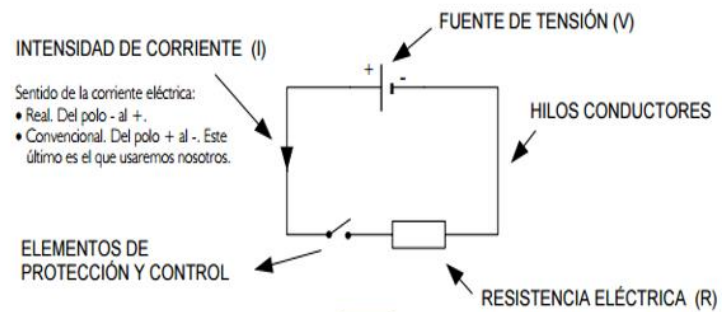 FUENTE DE TENSIÓN (V)
INTENSIDAD DE CORRIENTE (I)
+
-
Sentido de la corriente eléctrica:
• Real. Del polo - al +.
• Convencional. Del polo + al -. Este
último es el que usaremos nosotros.
HILOS CONDUCTORES
ELEMENTOS DE
PROTECCIÓN Y CONTROL
RESISTENCIA ELÉCTRICA (R)